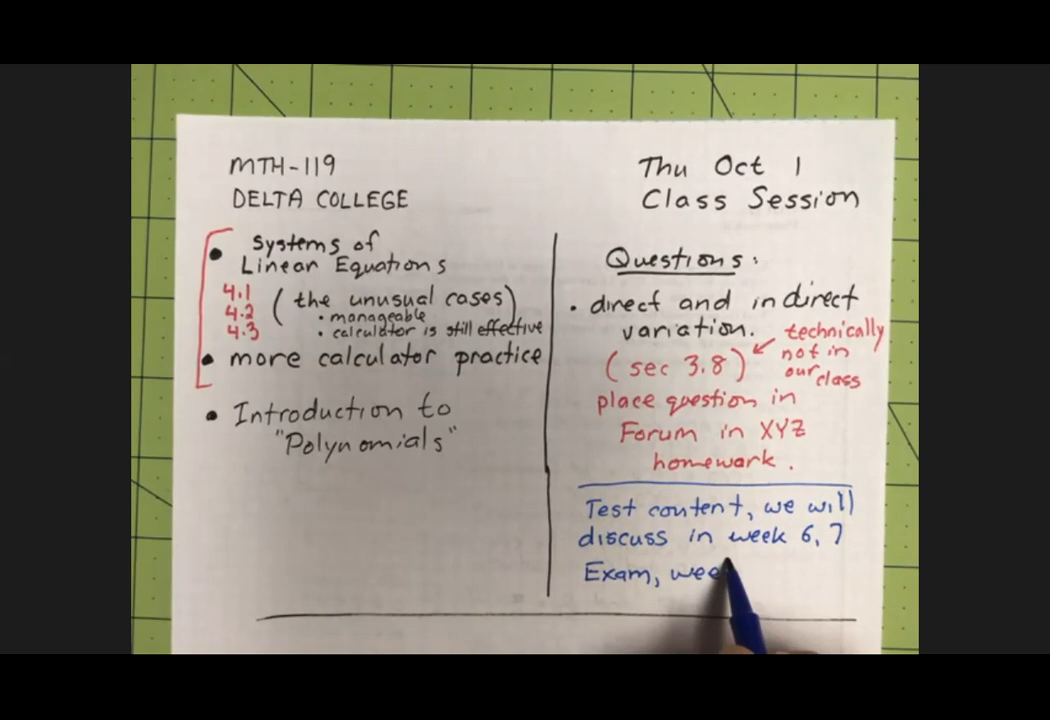 MTH-119
DELTA COLLEGE
Thu Oct 1
Class Session
• Systems of
Linear Equations
4.1 (the unusual cases)
4.2 • manageable
4.3 • calculator is still effective
• more calculator practice
• Introduction to
"Polynomials"
Questions:
• direct and indirect
variation.
(sec 3.8)
technically
not in
our class
place question in
Forum in XYZ
homework.
Test content, we will
discuss in week 6, 7
Exam, wee